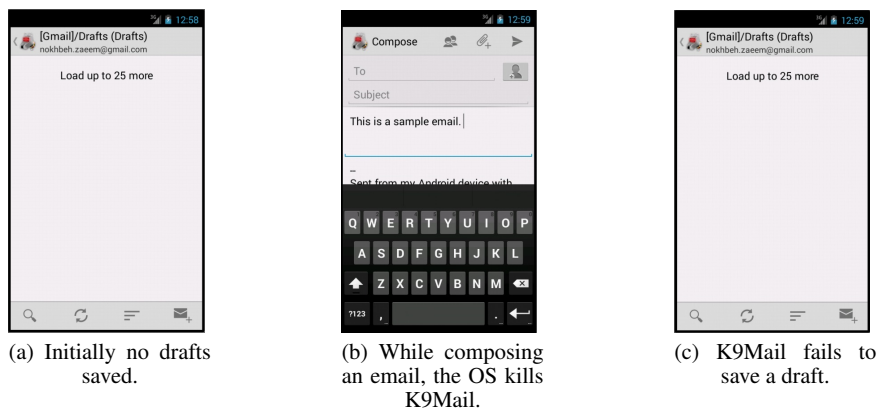 3G 12:58
[Gmail]/Drafts (Drafts)
nokhbeh.zaeem@gmail.com
Load up to 25 more
(a) Initially no drafts
saved.
3G 12:59
Compose
To
Subject
This is a sample email.
--
Sent from my Android device with
Q W E R T Y U I O P
A S D F G H J K L
Z X C V B N M
?123 , .
(b) While composing
an email, the OS kills
K9Mail.
3G 12:59
[Gmail]/Drafts (Drafts)
nokhbeh.zaeem@gmail.com
Load up to 25 more
(c) K9Mail fails to
save a draft.